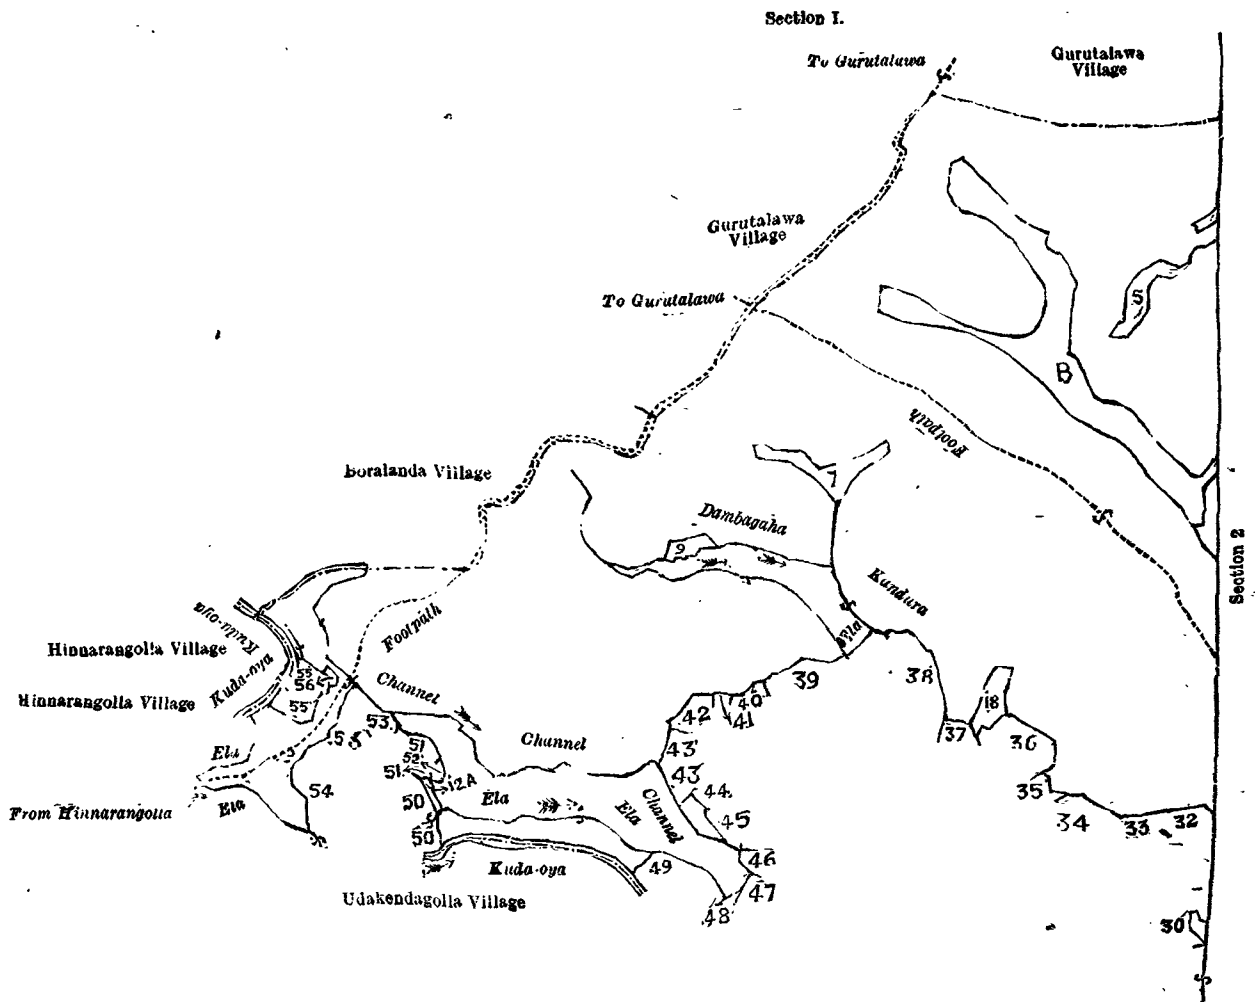 Section I.
To Gurutalawa
Gurutalawa
Village
Gurutalawa
Village
To Gurutalawa
S
B
Footpath
Boralanda Village
7
Dambagaha
9
Kandura
Ela
Section 2
Kuda-oya
Hinnarangolla Village
Kuda-oya
Hinnarangolla Village
Footpath
Channel
55
56
55
53
Ela
54
From Hinnarangolla
Ela
51
52
51
12A
50
50
Channel
Ela
Ela
Channel
Kuda-oya
Udakendagolla Village
39
40
41
42
43
43
44
45
46
47
48
49
38
37
18
36
35
34
33
32
30